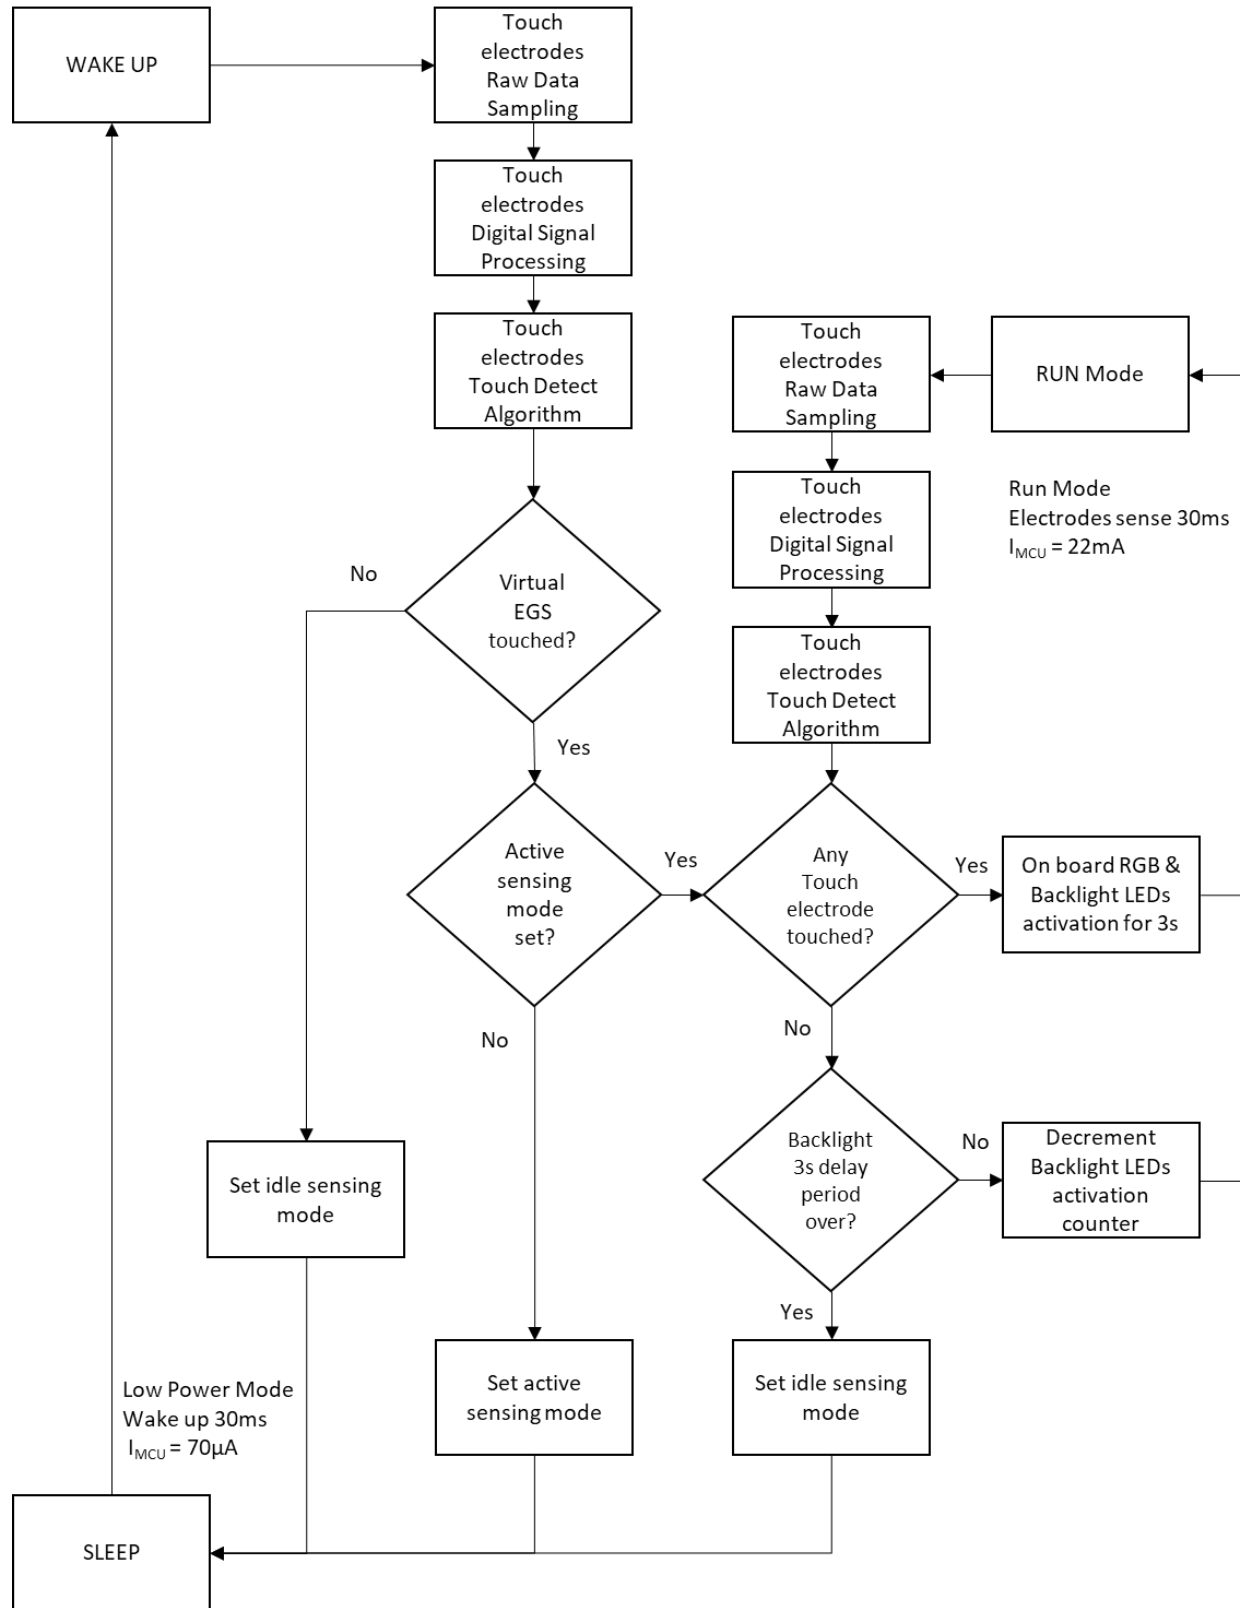 WAKE UP
Touch
electrodes
Raw Data
Sampling
Touch
electrodes
Digital Signal
Processing
Touch
electrodes
Touch Detect
Algorithm
Touch
electrodes
Raw Data
Sampling
RUN Mode
Run Mode
Electrodes sense 30ms
IMCU = 22mA
Touch
electrodes
Digital Signal
Processing
Touch
electrodes
Touch Detect
Algorithm
No
Virtual
EGS
touched?
Yes
Active
sensing
mode
set?
Yes
Any
Touch
electrode
touched?
Yes
On board RGB &
Backlight LEDs
activation for 3s
No
No
Backlight
3s delay
period
over?
No
Decrement
Backlight LEDs
activation
counter
Set idle sensing
mode
Yes
Set active
sensing mode
Set idle sensing
mode
Low Power Mode
Wake up 30ms
IMCU = 70µA
SLEEP